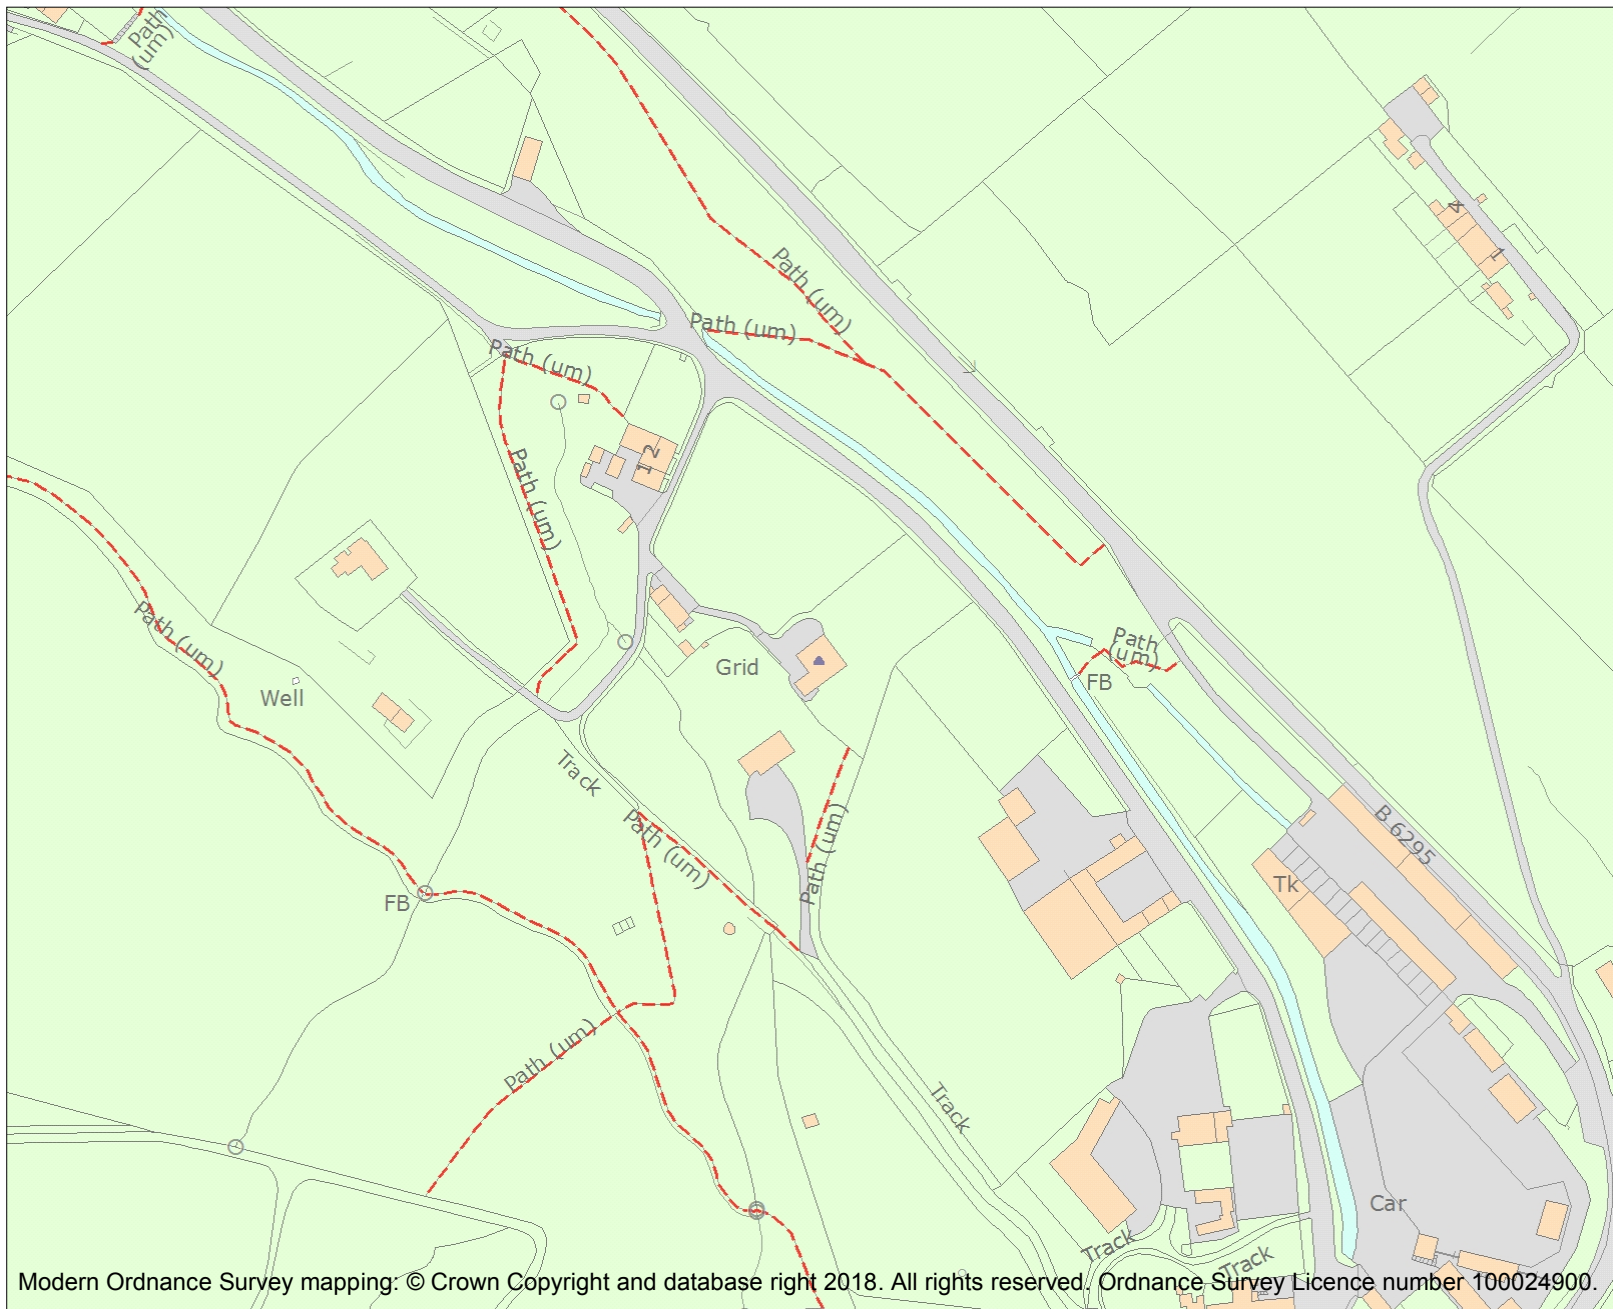 Path
(um)
4
1
Path (um)
Path (um)
Path (um)
2
1
Path (um)
Path (um)
Path
(um)
Grid
FB
Well
Track
B 6295
Path (um)
Path (um)
Tk
FB
Path (um)
Track
Car
Track
Track
Modern Ordnance Survey mapping: © Crown Copyright and database right 2018. All rights reserved. Ordnance Survey Licence number 100024900.